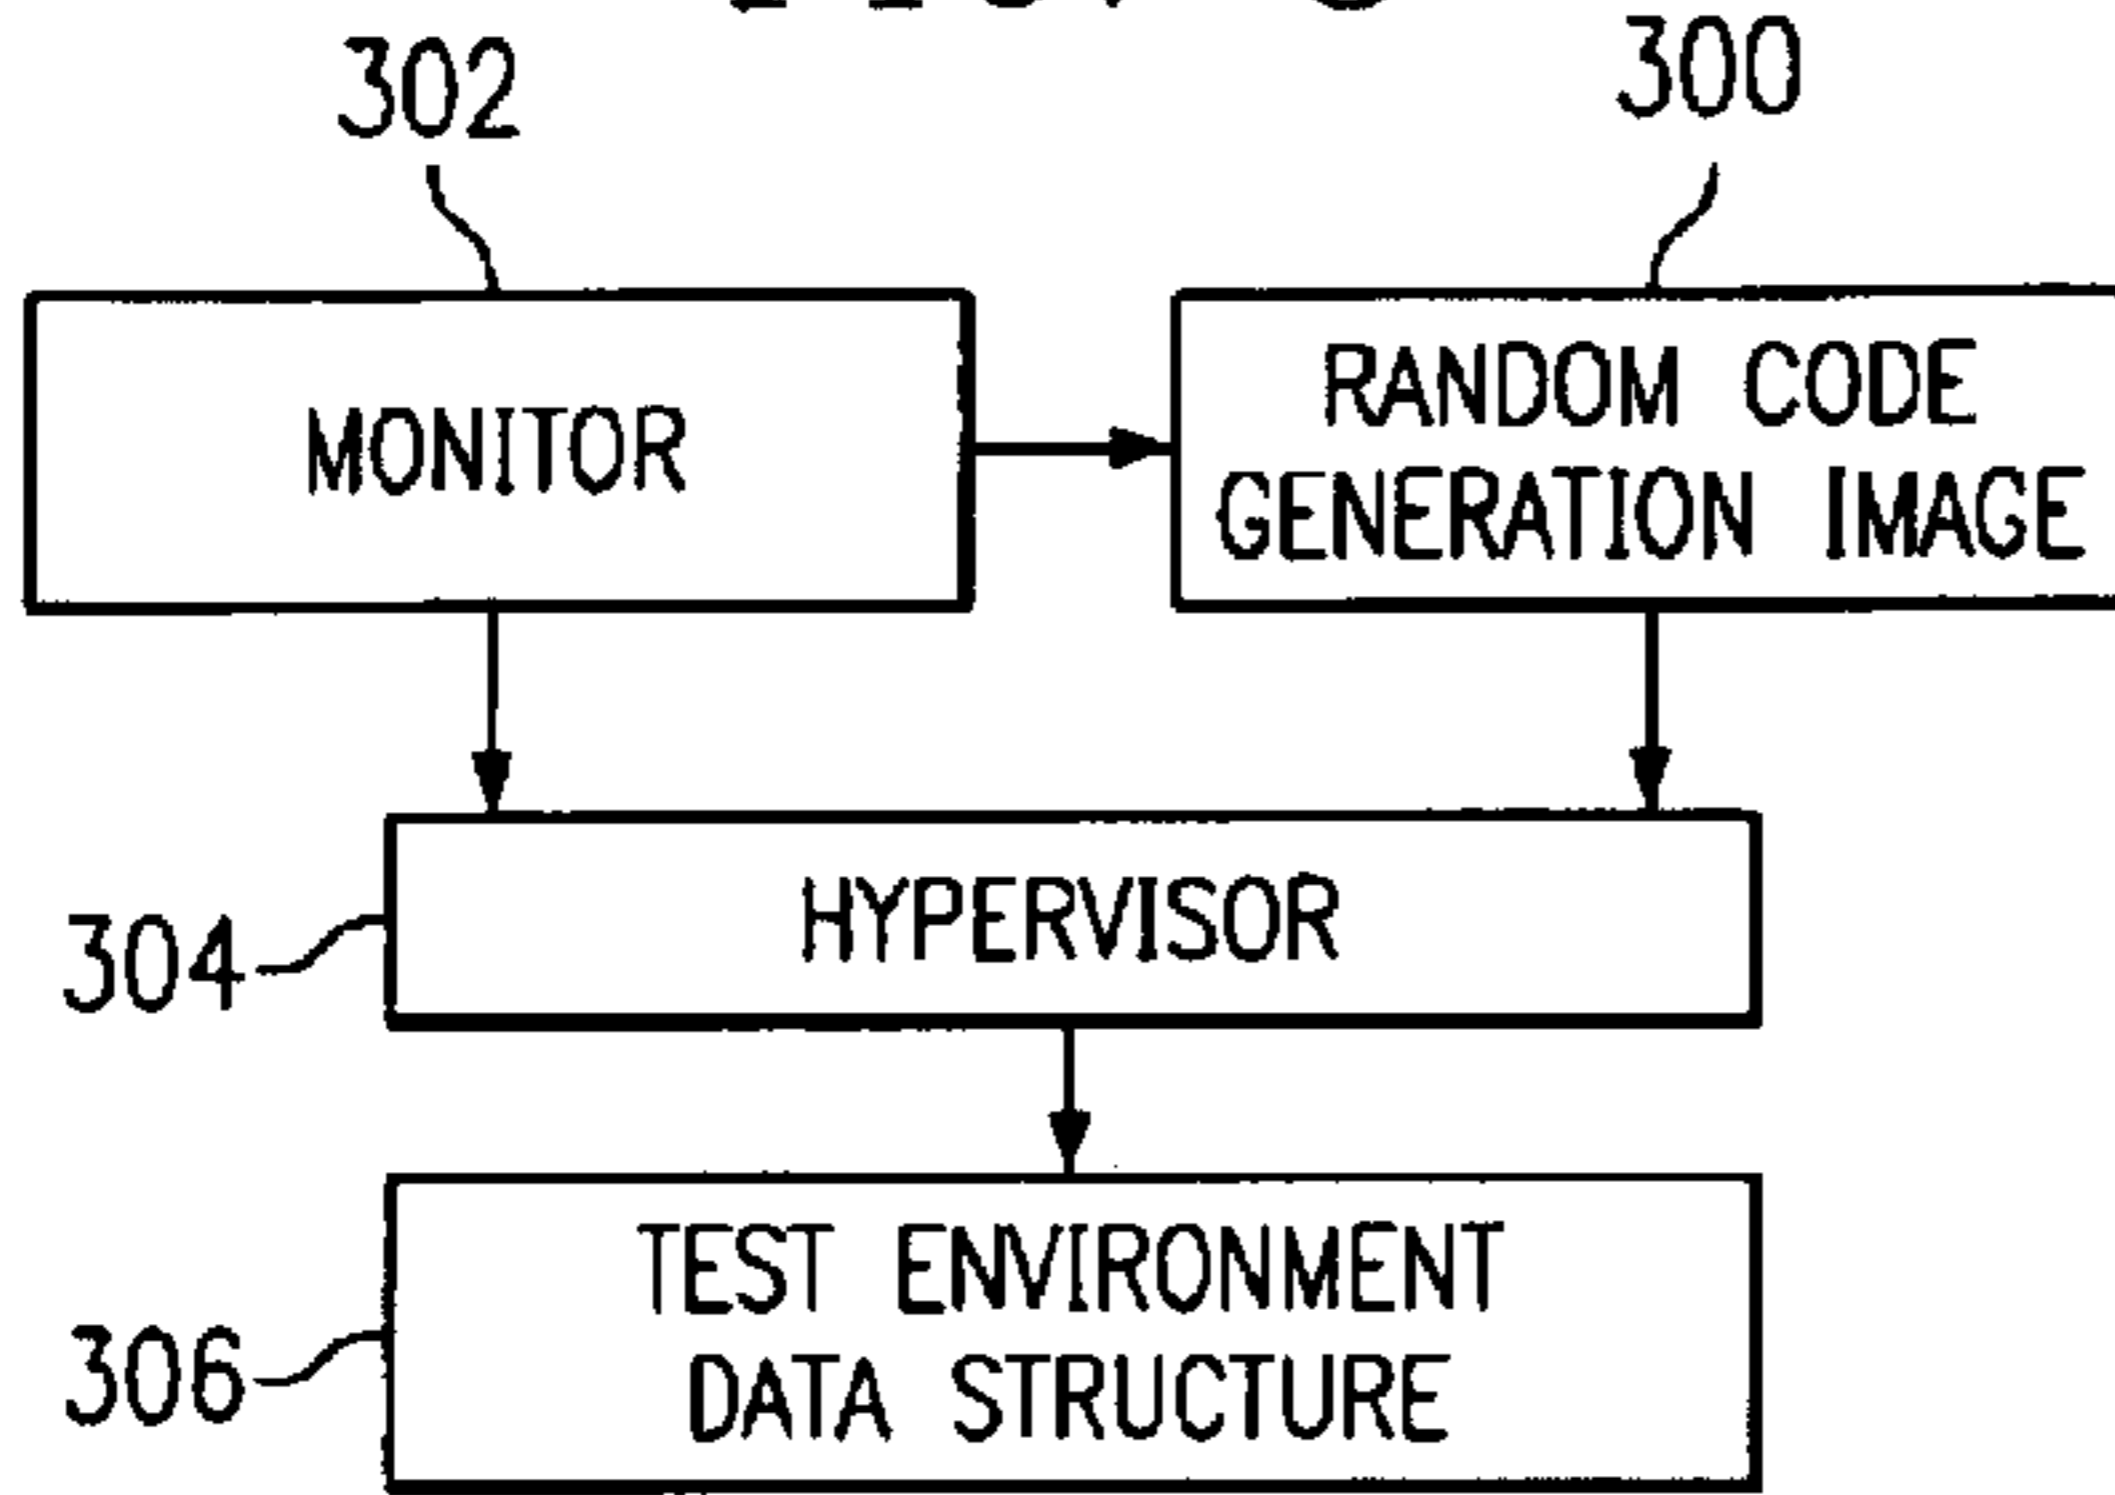 302
300
MONITOR
RANDOM CODE
GENERATION IMAGE
HYPERVISOR
304
TEST ENVIRONMENT
DATA STRUCTURE
306